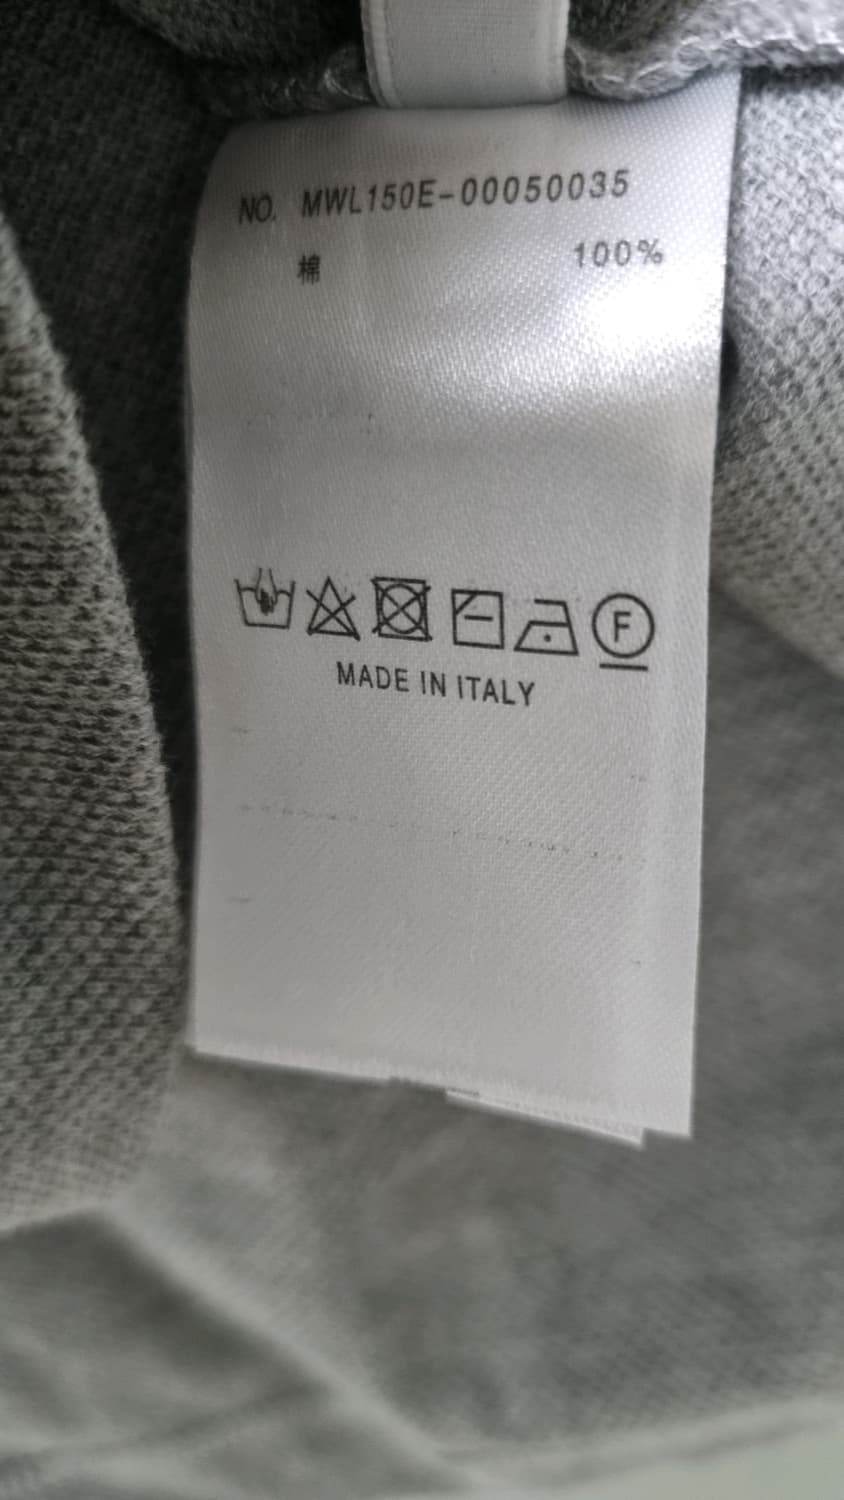 NO. MWL150E-00050035
棉 100%
F
MADE IN ITALY